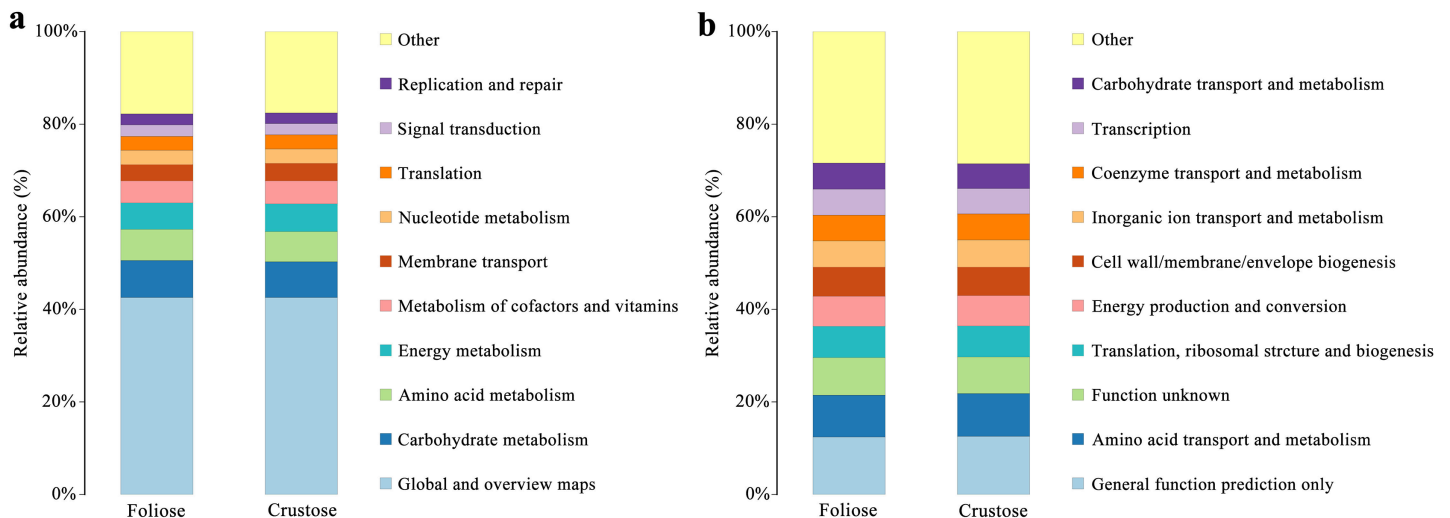 a
Relative abundance (%)
100%
80%
60%
40%
20%
0%
Foliose
Crustose
Other
Replication and repair
Signal transduction
Translation
Nucleotide metabolism
Membrane transport
Metabolism of cofactors and vitamins
Energy metabolism
Amino acid metabolism
Carbohydrate metabolism
Global and overview maps
b
Relative abundance (%)
100%
80%
60%
40%
20%
0%
Foliose
Crustose
Other
Carbohydrate transport and metabolism
Transcription
Coenzyme transport and metabolism
Inorganic ion transport and metabolism
Cell wall/membrane/envelope biogenesis
Energy production and conversion
Translation, ribosomal strcture and biogenesis
Function unknown
Amino acid transport and metabolism
General function prediction only